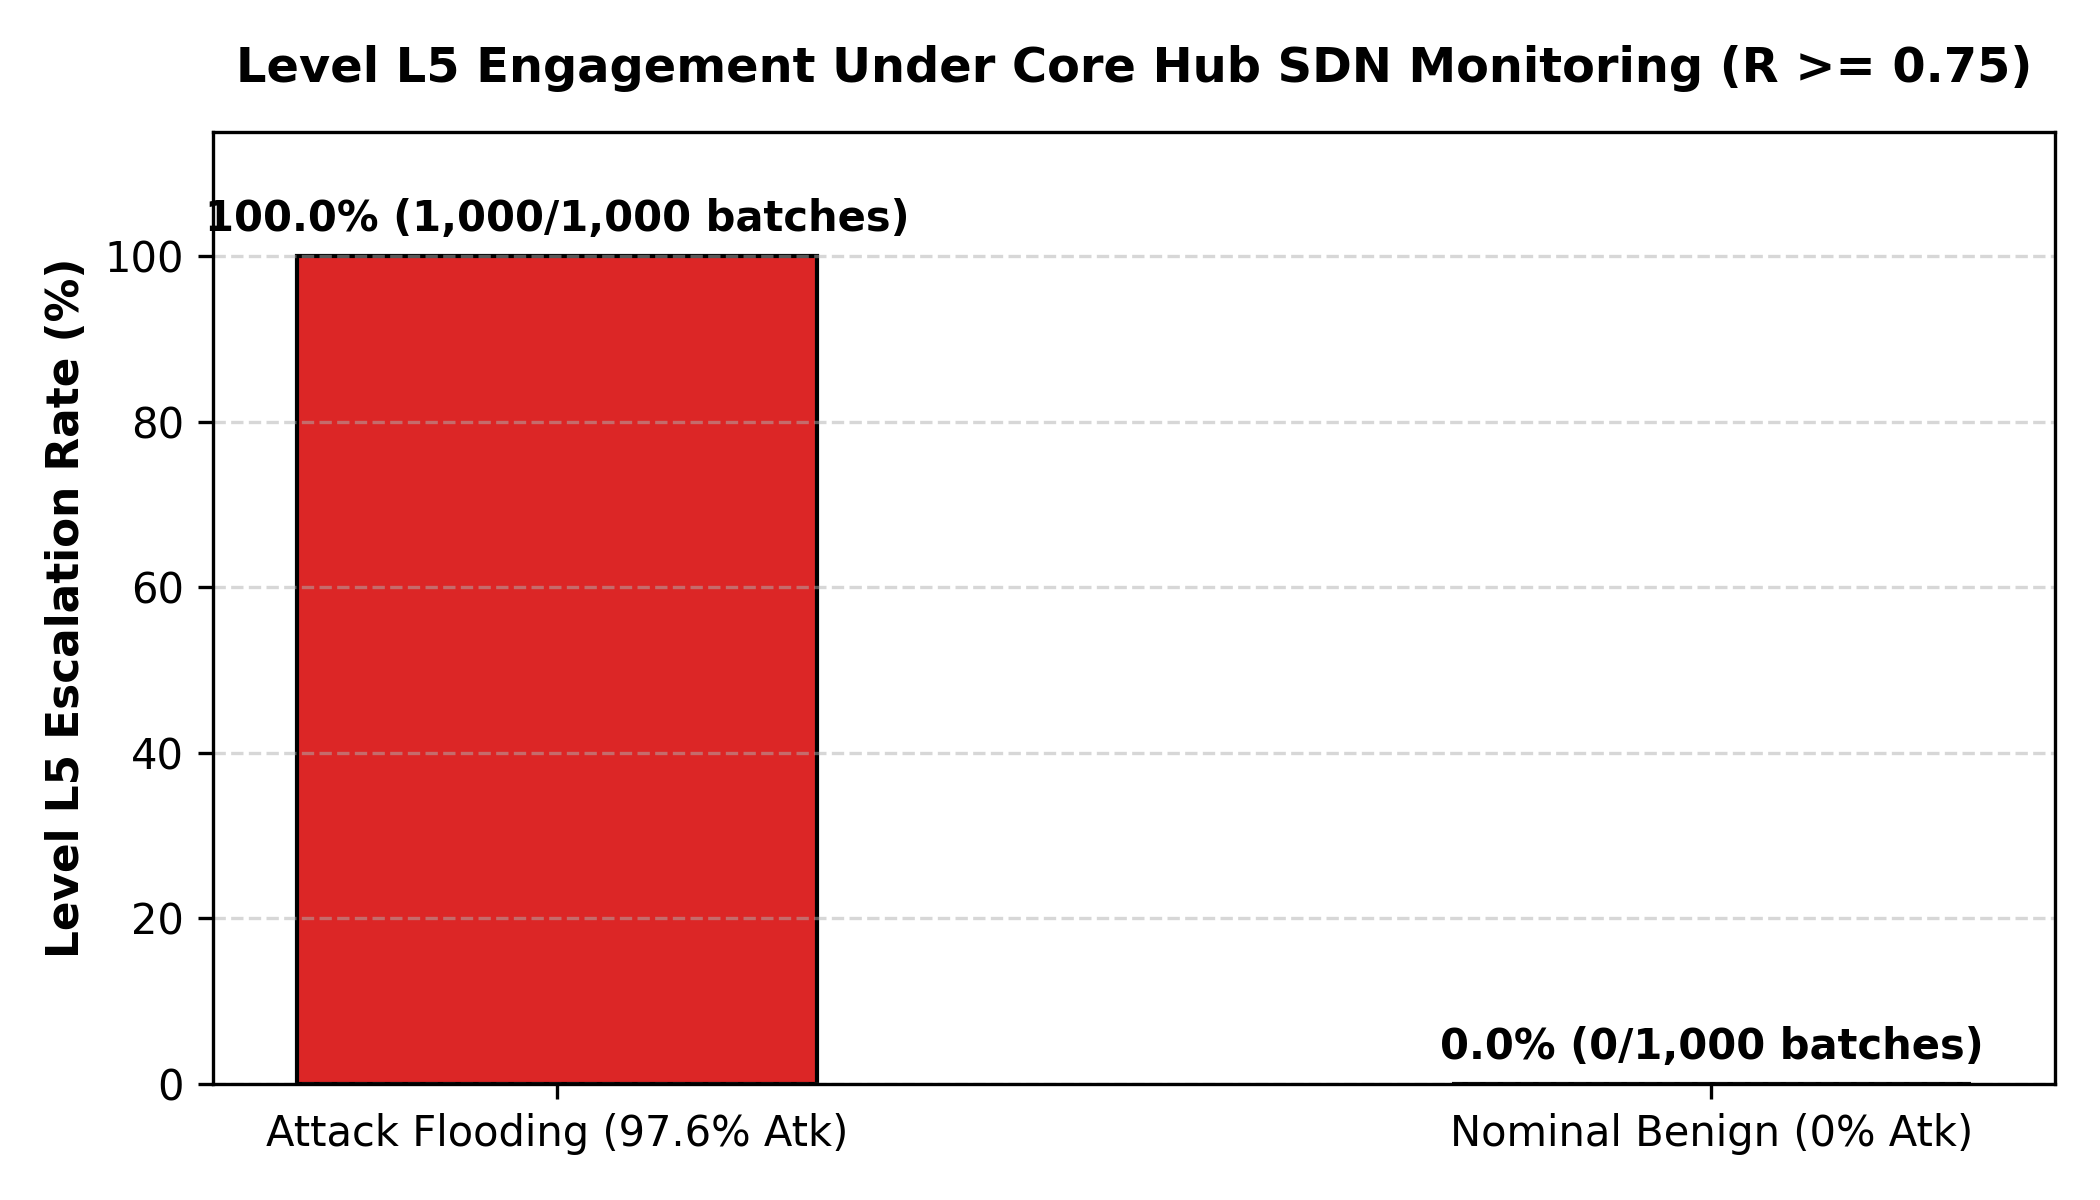 Level L5 Engagement Under Core Hub SDN Monitoring (R >= 0.75)
Level L5 Escalation Rate (%)
100
80
60
40
20
0
100.0% (1,000/1,000 batches)
0.0% (0/1,000 batches)
Attack Flooding (97.6% Atk)
Nominal Benign (0% Atk)